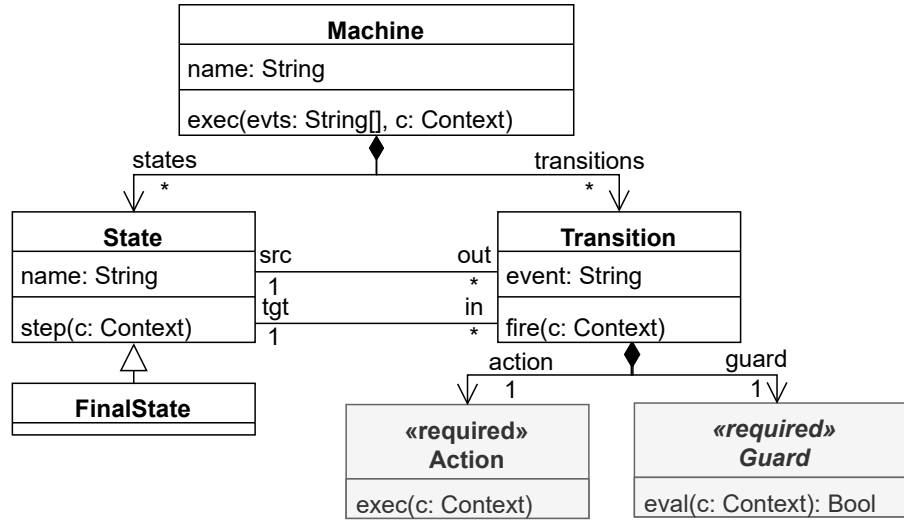 Machine
name: String
exec(evts: String[], c: Context)
states
transitions
*
*
State
Transition
name: String
src
out
event: String
1
*
step(c: Context)
tgt
in
fire(c: Context)
1
*
action
guard
1
1
FinalState
«required»
Action
exec(c: Context)
«required»
Guard
eval(c: Context): Bool